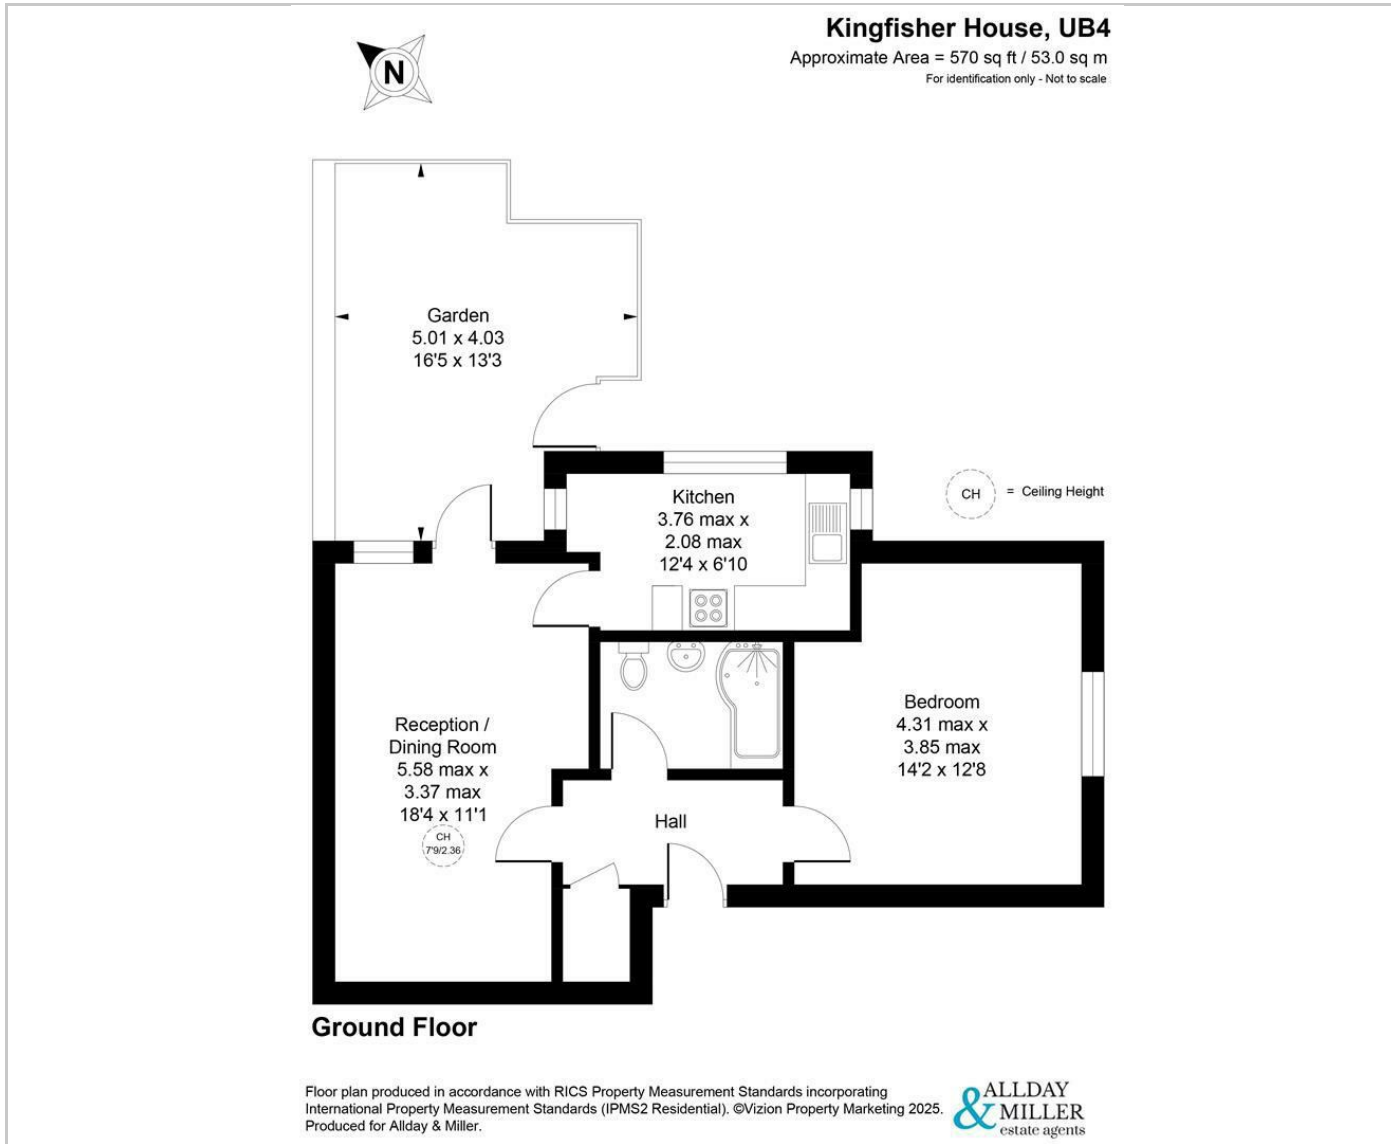 Kingfisher House, UB4
Approximate Area = 570 sq ft / 53.0 sq m
For identification only - Not to scale
N
Garden
5.01 x 4.03
16'5 x 13'3
Kitchen
3.76 max x
2.08 max
12'4 x 6'10
CH
= Ceiling Height
Bedroom
4.31 max x
3.85 max
14'2 x 12'8
Reception /
Dining Room
5.58 max x
3.37 max
18'4 x 11'1
CH
7'9/2.36
Hall
Ground Floor
Floor plan produced in accordance with RICS Property Measurement Standards incorporating
International Property Measurement Standards (IPMS2 Residential). ©Vizion Property Marketing 2025.
Produced for Allday & Miller.
ALLDAY
& MILLER
estate agents